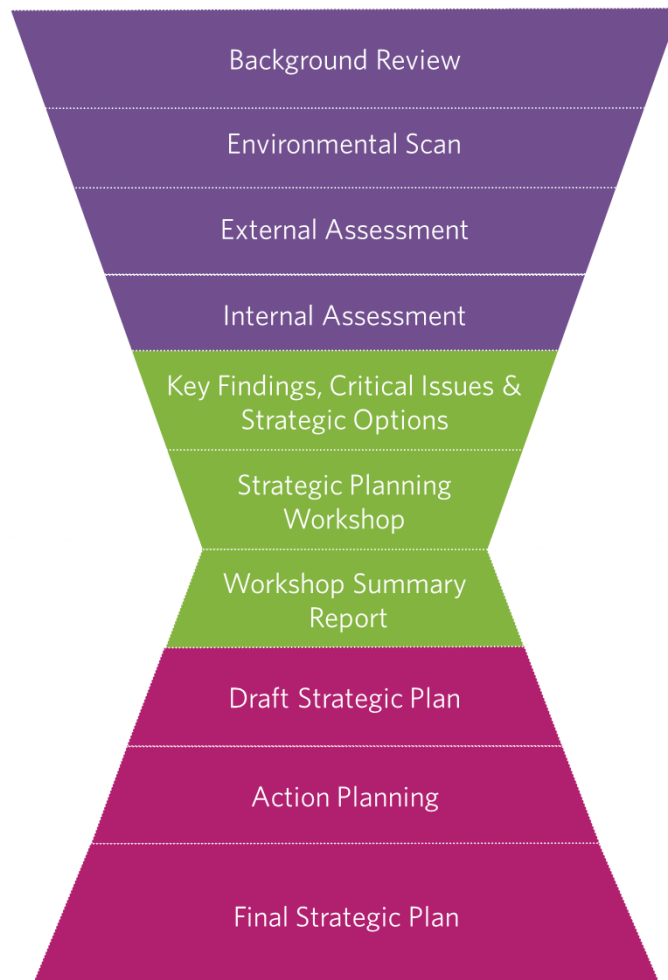 Background Review
Environmental Scan
External Assessment
Internal Assessment
Key Findings, Critical Issues &
Strategic Options
Strategic Planning
Workshop
Workshop Summary
Report
Draft Strategic Plan
Action Planning
Final Strategic Plan